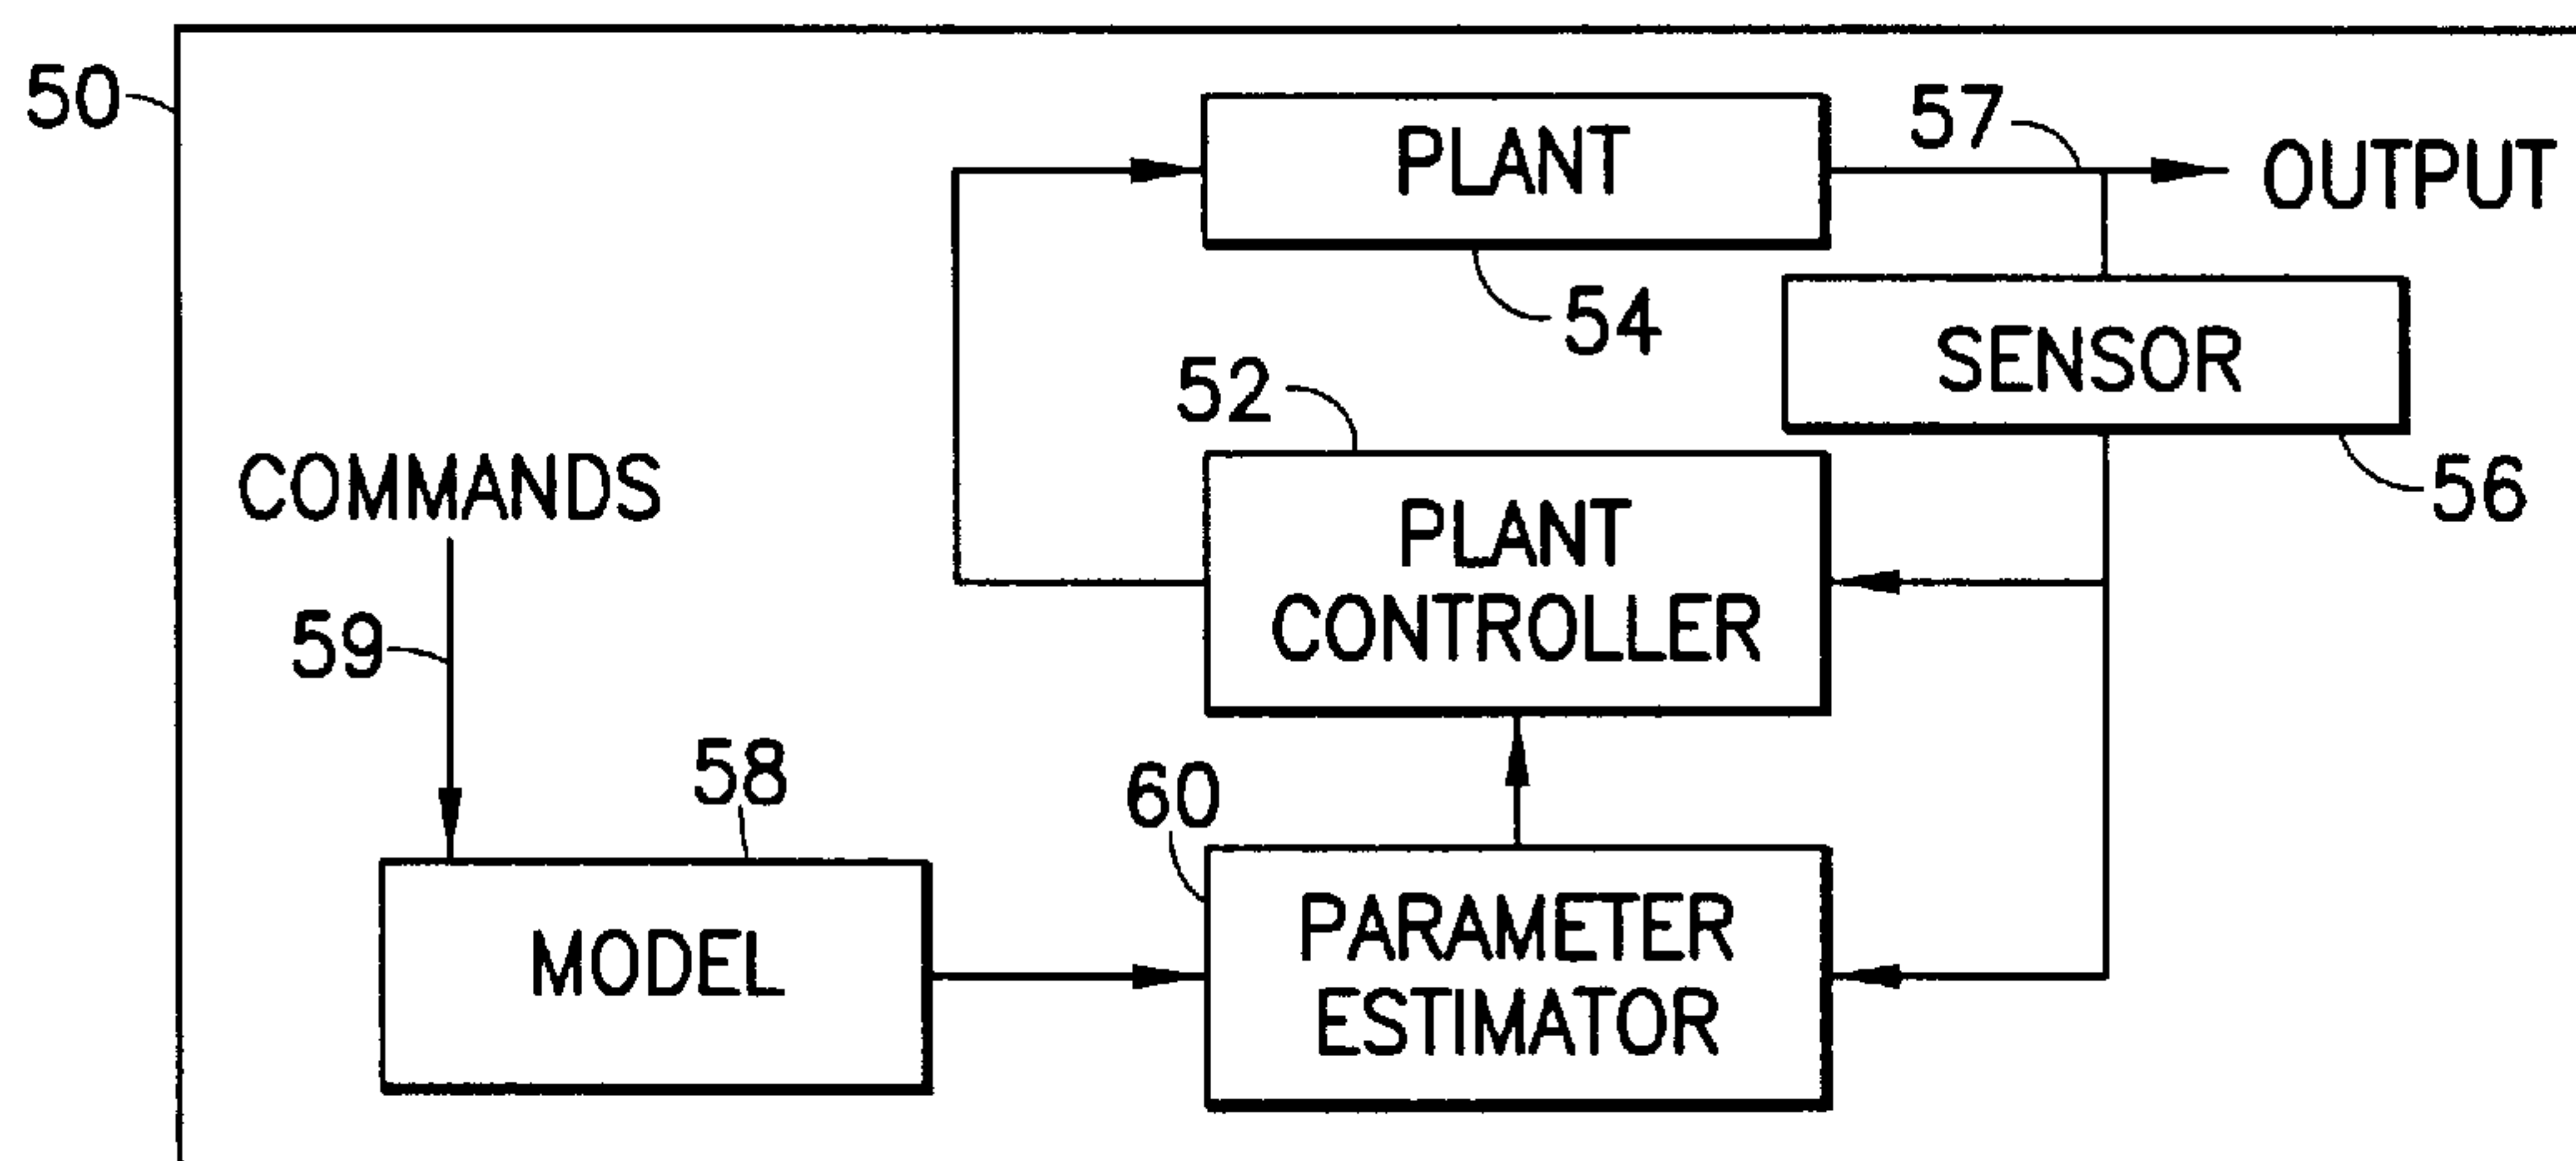 50
PLANT
57
OUTPUT
54
SENSOR
52
56
COMMANDS
PLANT
CONTROLLER
59
58
60
MODEL
PARAMETER
ESTIMATOR